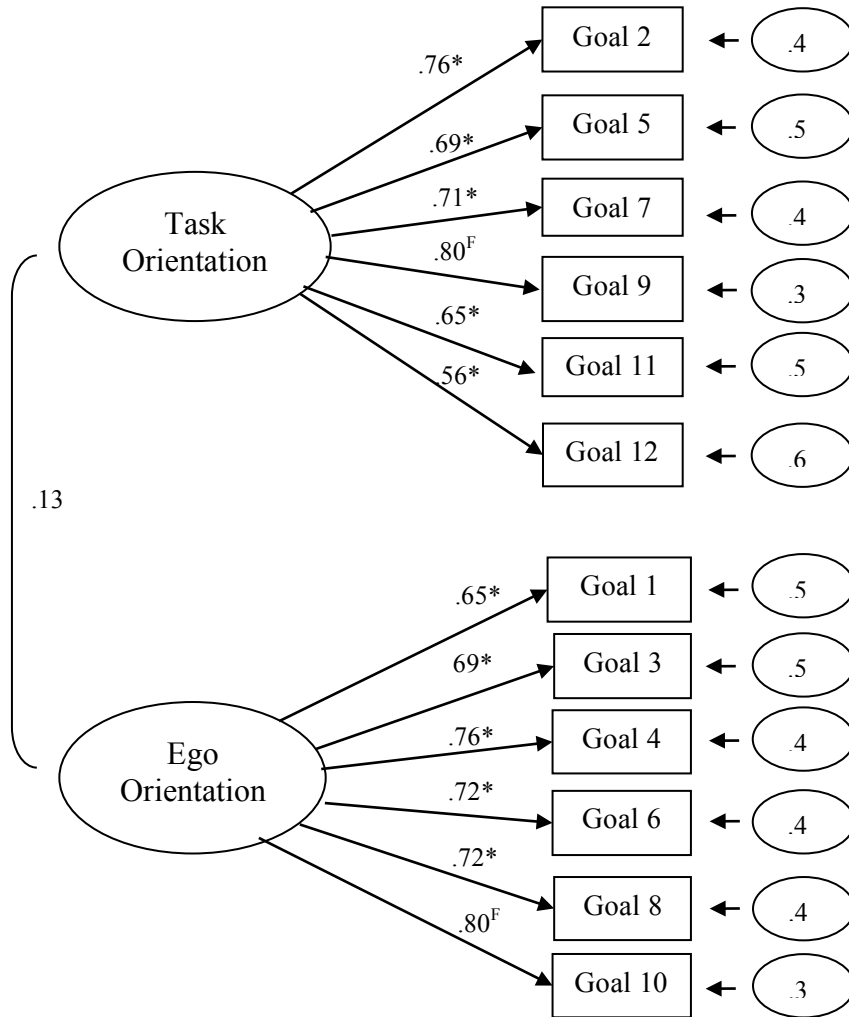 Goal 2
.4
.76*
Goal 5
.5
.69*
Goal 7
.4
.71*
Task
Orientation
.80F
Goal 9
.3
.65*
Goal 11
.5
.56*
Goal 12
.6
.13
Goal 1
.5
.65*
Goal 3
.5
69*
Goal 4
.4
.76*
Ego
Orientation
.72*
Goal 6
.4
.72*
Goal 8
.4
.80F
Goal 10
.3